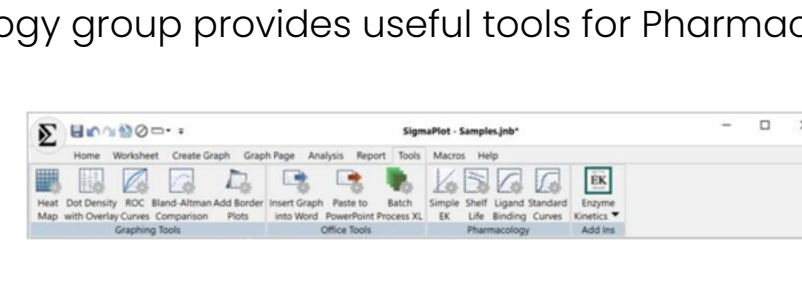 ogy group provides useful tools for Pharmac
SigmaPlot - Samples.jnb*
Home Worksheet Create Graph Graph Page Analysis Report Tools Macros Help
EK
Heat Dot Density ROC Bland-Altman Add Border Insert Graph Paste to Batch Simple Shelf Ligand Standard Enzyme
Map with Overlay Curves Comparison Plots into Word PowerPoint Process XL EK Life Binding Curves Kinetics
Graphing Tools Office Tools Pharmacology Add Ins